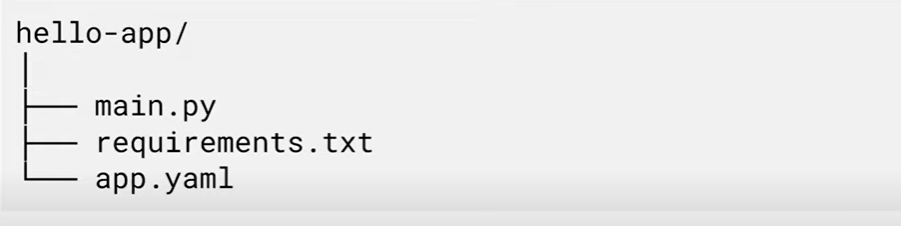 hello-app/
│
├── main.py
├── requirements.txt
└── app.yaml